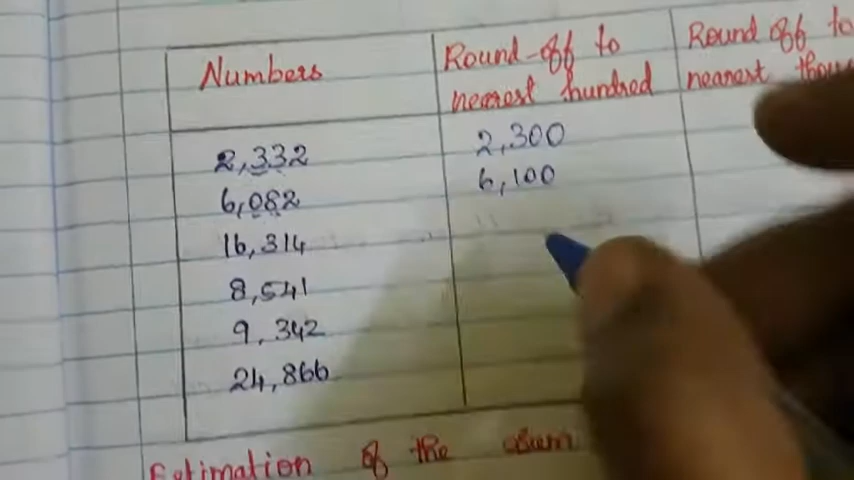 Numbers
Round-off to nearest hundred
Round off to nearest
2,332 2,300
6,082 6,100
16,314
8,541
9,342
24,866
Estimation of the